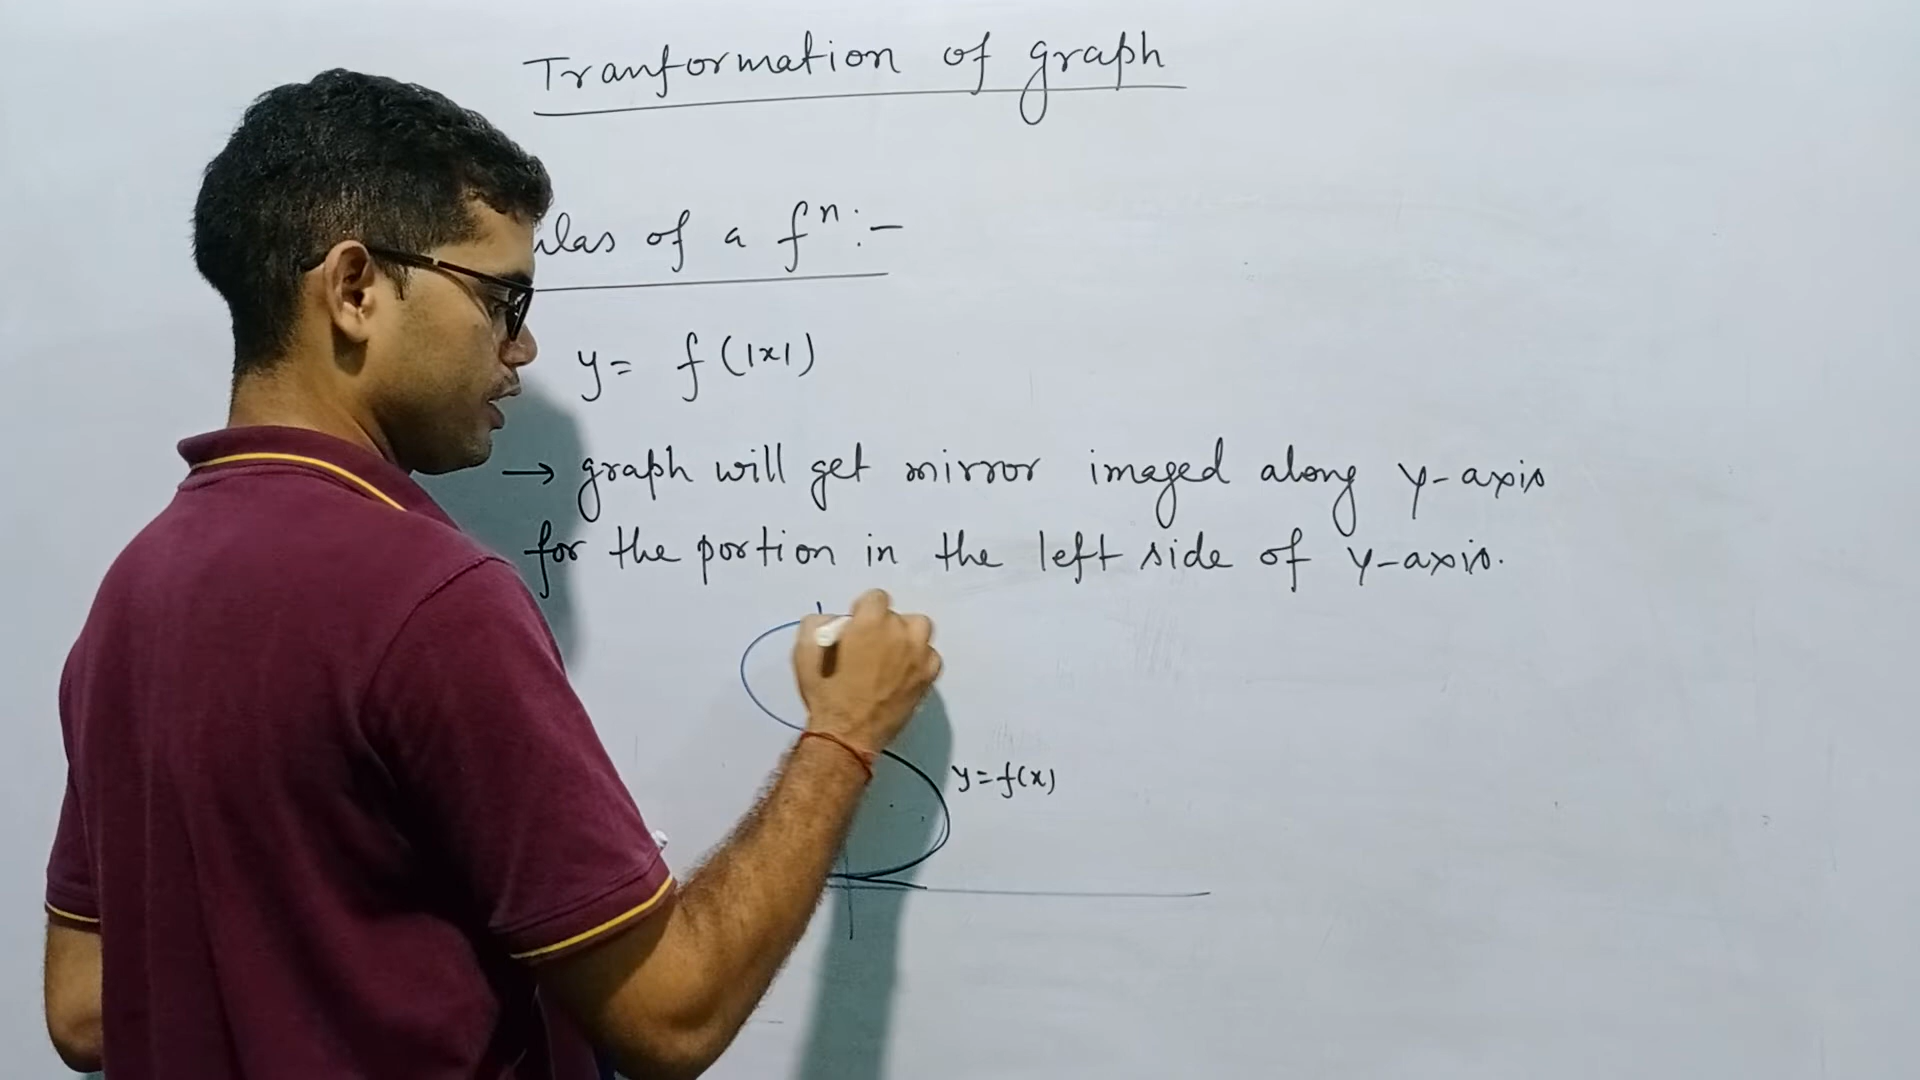 Tranformation of graph
of a fⁿ:-
y = f(|x|)
→ graph will get mirror imaged along Y-axis
for the portion in the left side of Y-axis.
y=f(x)